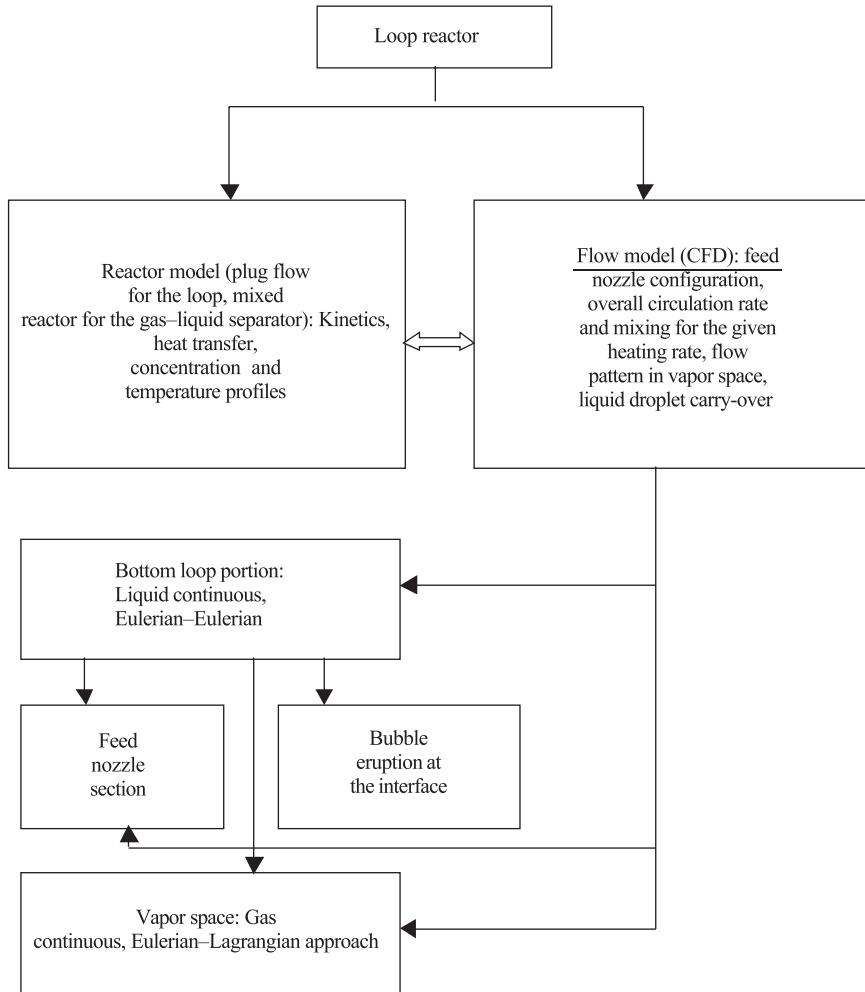 Loop reactor
Reactor model (plug flow
for the loop, mixed
reactor for the gas–liquid separator): Kinetics,
heat transfer,
concentration and
temperature profiles
Flow model (CFD): feed
nozzle configuration,
overall circulation rate
and mixing for the given
heating rate, flow
pattern in vapor space,
liquid droplet carry-over
Bottom loop portion:
Liquid continuous,
Eulerian–Eulerian
Feed
nozzle
section
Bubble
eruption at
the interface
Vapor space: Gas
continuous, Eulerian–Lagrangian approach